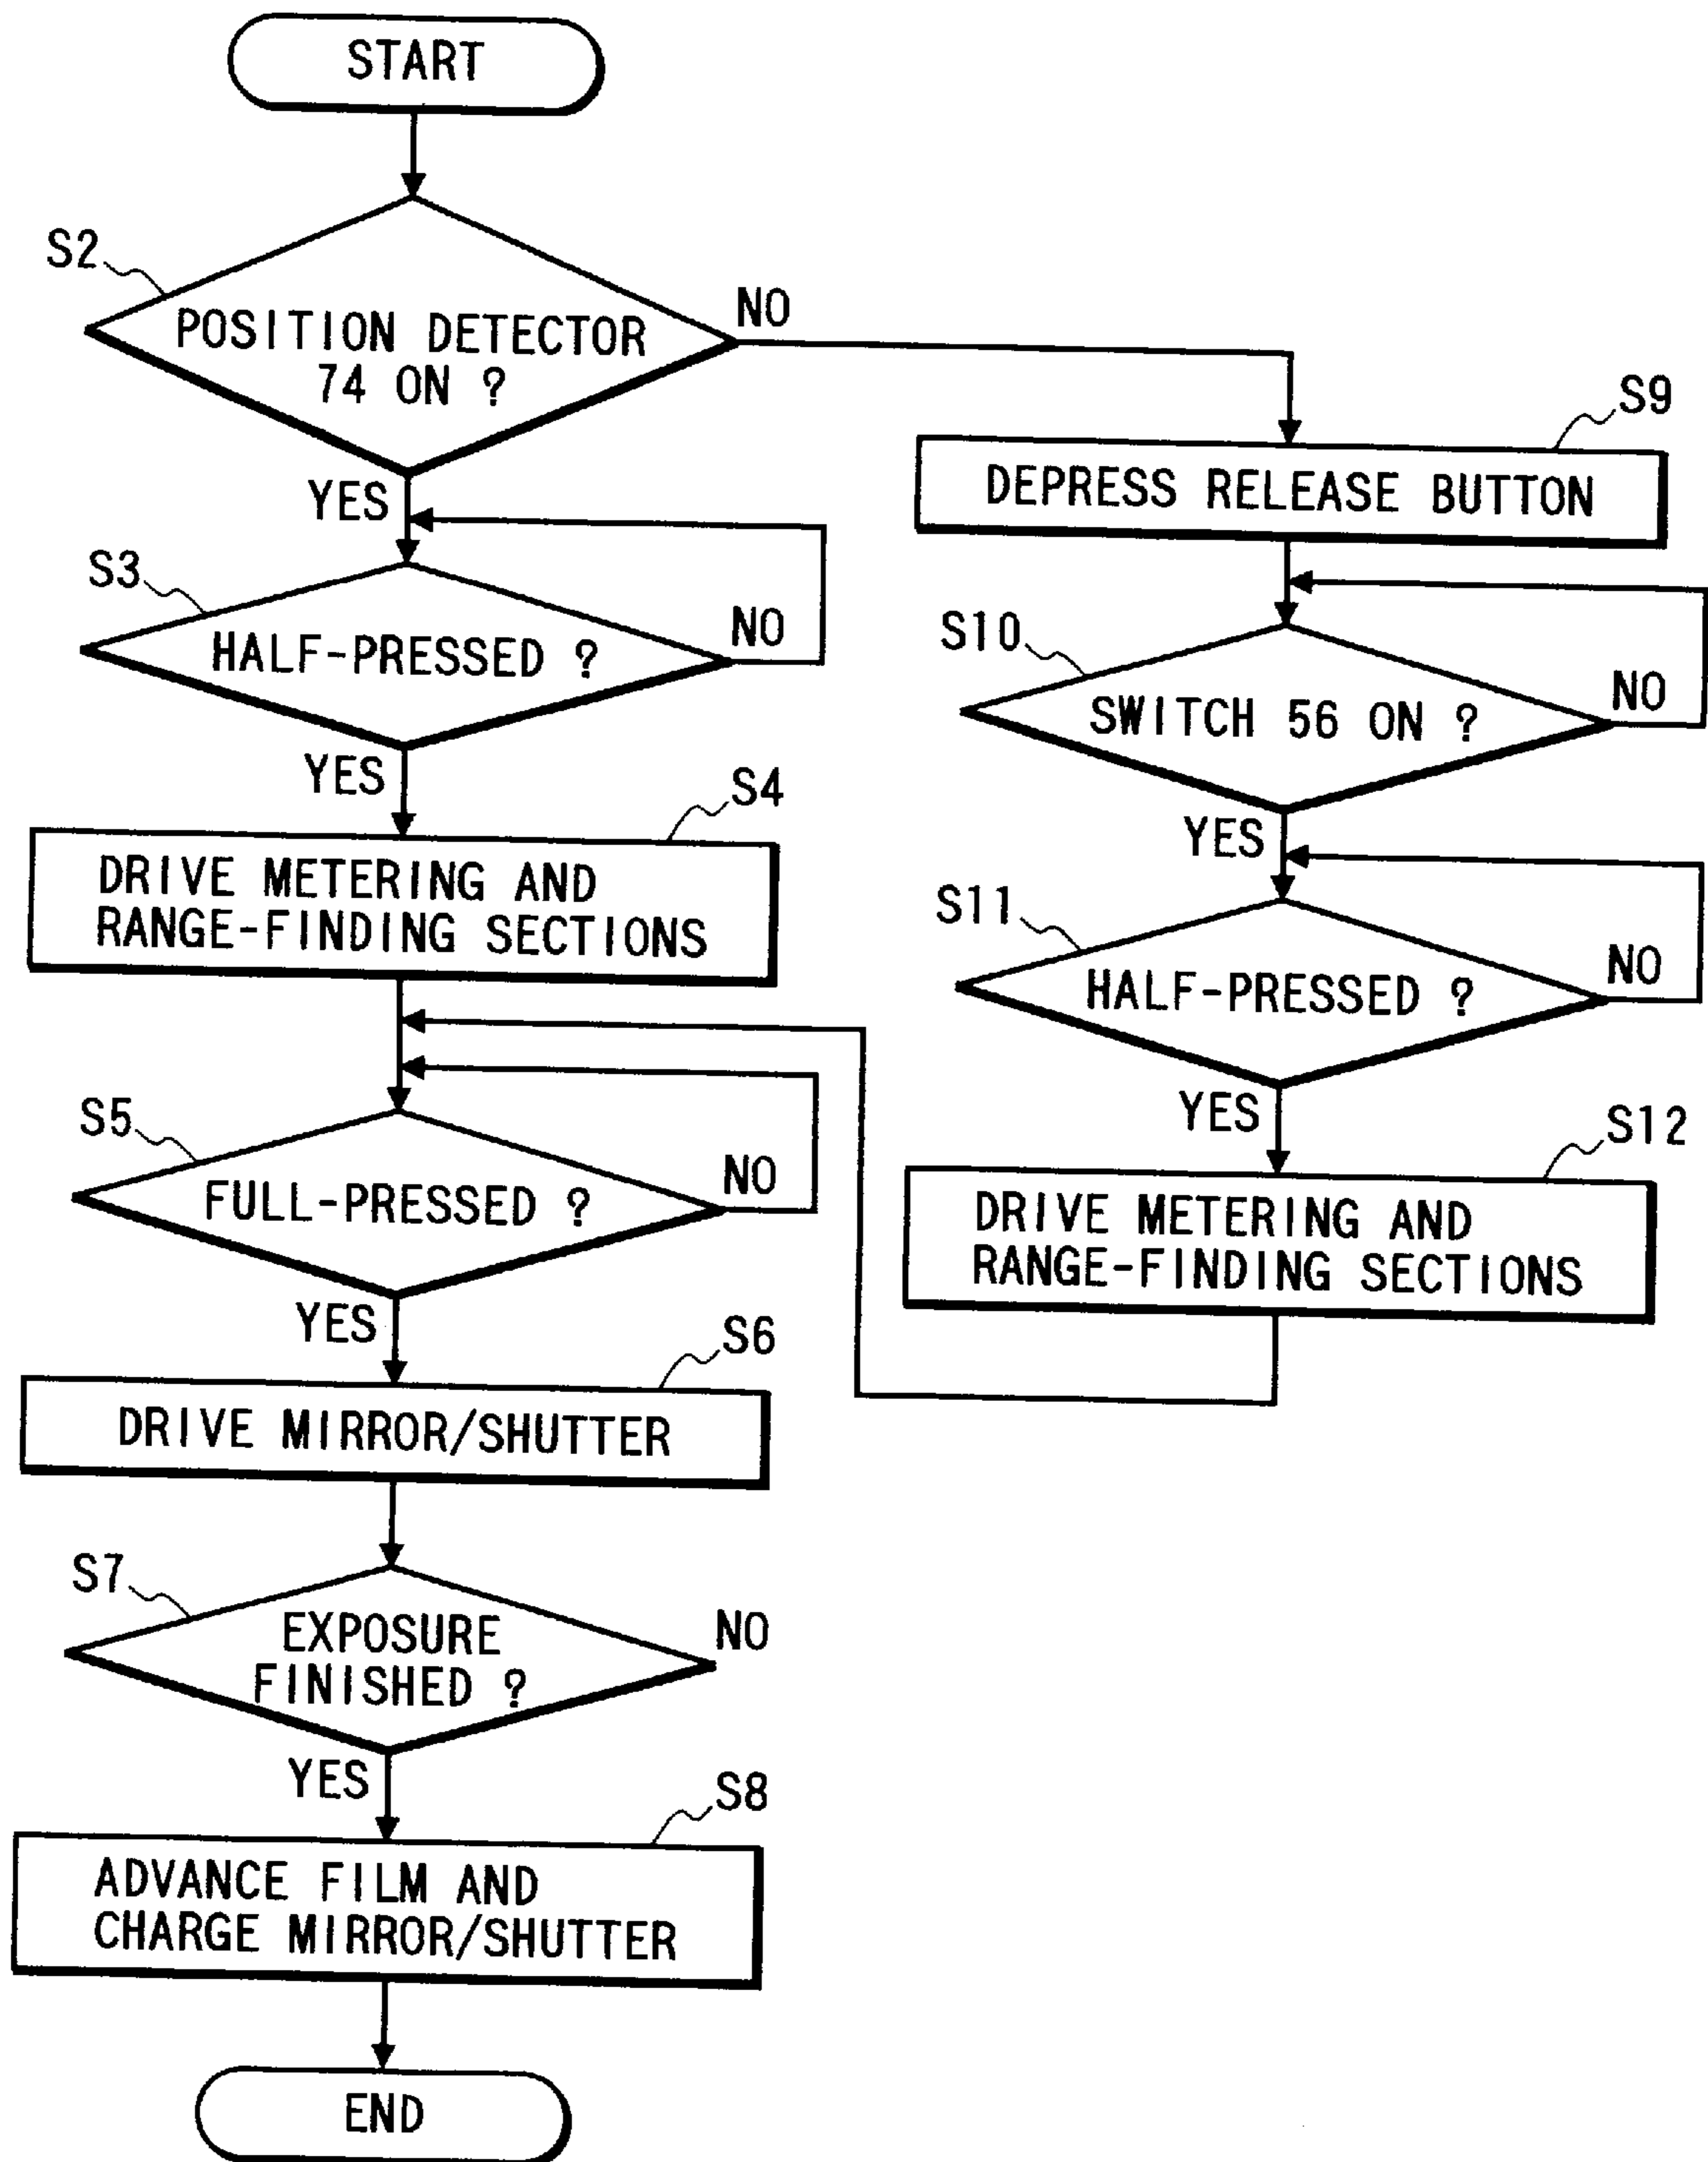 START
S2
POSITION DETECTOR
74 ON ?
NO
YES
S3
HALF-PRESSED ?
NO
YES
S4
DRIVE METERING AND
RANGE-FINDING SECTIONS
S5
FULL-PRESSED ?
NO
YES
S6
DRIVE MIRROR/SHUTTER
S7
EXPOSURE
FINISHED ?
NO
YES
S8
ADVANCE FILM AND
CHARGE MIRROR/SHUTTER
END
S9
DEPRESS RELEASE BUTTON
S10
SWITCH 56 ON ?
NO
YES
S11
HALF-PRESSED ?
NO
YES
S12
DRIVE METERING AND
RANGE-FINDING SECTIONS